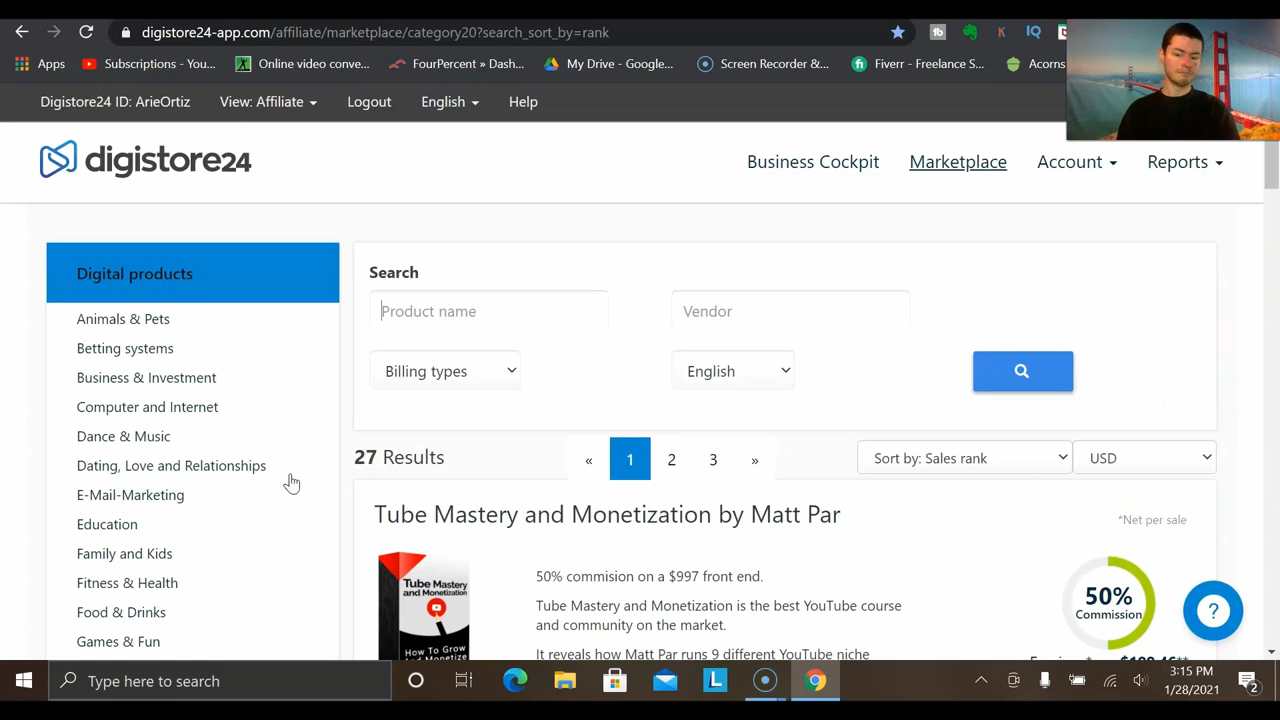 digistore24-app.com/affiliate/marketplace/category20?search_sort_by=rank
Apps
Subscriptions - Yo...
Online video conve...
FourPercent » Dash...
My Drive - Google...
Screen Recorder &...
Fiverr - Freelance S...
Acorns
Digistore24 ID: ArieOrtiz
View: Affiliate
Logout
English
Help
digistore24
Business Cockpit
Marketplace
Account
Reports
Digital products
Animals & Pets
Betting systems
Business & Investment
Computer and Internet
Dance & Music
Dating, Love and Relationships
E-Mail-Marketing
Education
Family and Kids
Fitness & Health
Food & Drinks
Games & Fun
Search
Product name
Vendor
Billing types
English
27 Results
« 1 2 3 »
Sort by: Sales rank
USD
Tube Mastery and Monetization by Matt Par
*Net per sale
Tube Mastery
and Monetization
How To Grow
And Monetize
50% commision on a $997 front end.
Tube Mastery and Monetization is the best YouTube course
and community on the market.
It reveals how Matt Par runs 9 different YouTube niche
50%
Commission
?
Type here to search
L
3:15 PM
1/28/2021
2